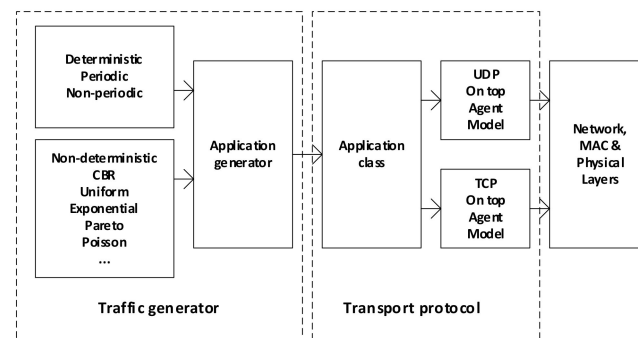 Deterministic
Periodic
Non-periodic
Non-deterministic
CBR
Uniform
Exponential
Pareto
Poisson
...
Application
generator
Traffic generator
Application
class
UDP
On top
Agent
Model
TCP
On top
Agent
Model
Transport protocol
Network,
MAC &
Physical
Layers